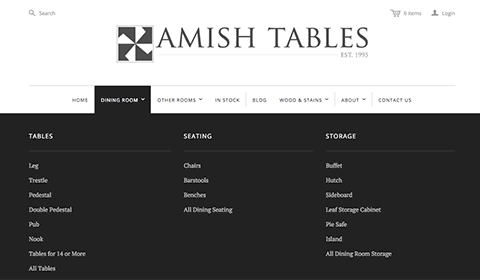 Search
6 items
Login
AMISH TABLES
EST. 1995
HOME DINING ROOM OTHER ROOMS IN STOCK BLOG WOOD & STAINS ABOUT CONTACT US
TABLES
Leg
Trestle
Pedestal
Double Pedestal
Pub
Nook
Tables for 14 or More
All Tables
SEATING
Chairs
Barstools
Benches
All Dining Seating
STORAGE
Buffet
Hutch
Sideboard
Leaf Storage Cabinet
Pie Safe
Island
All Dining Room Storage